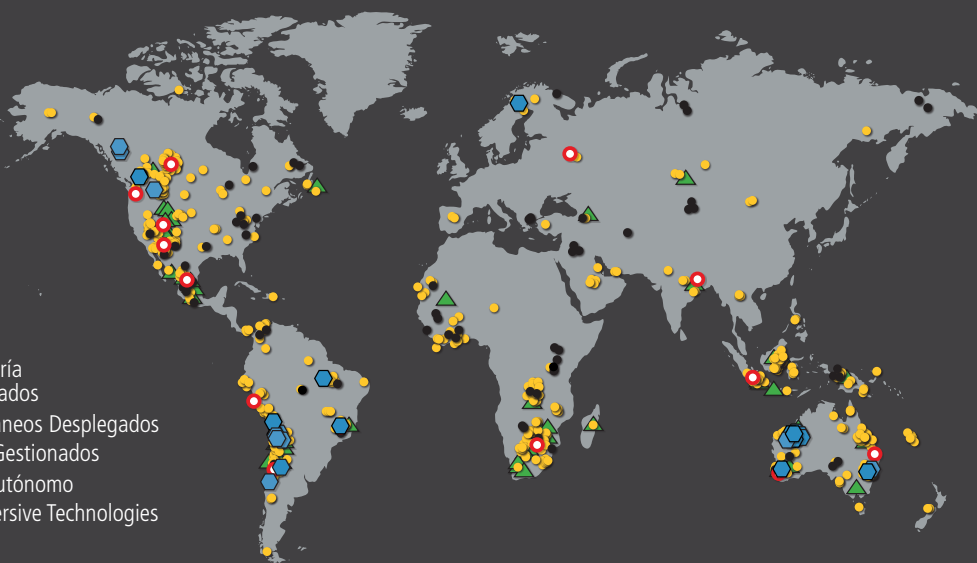 ría
ados
neos Desplegados
Gestionados
utónomo
ersive Technologies